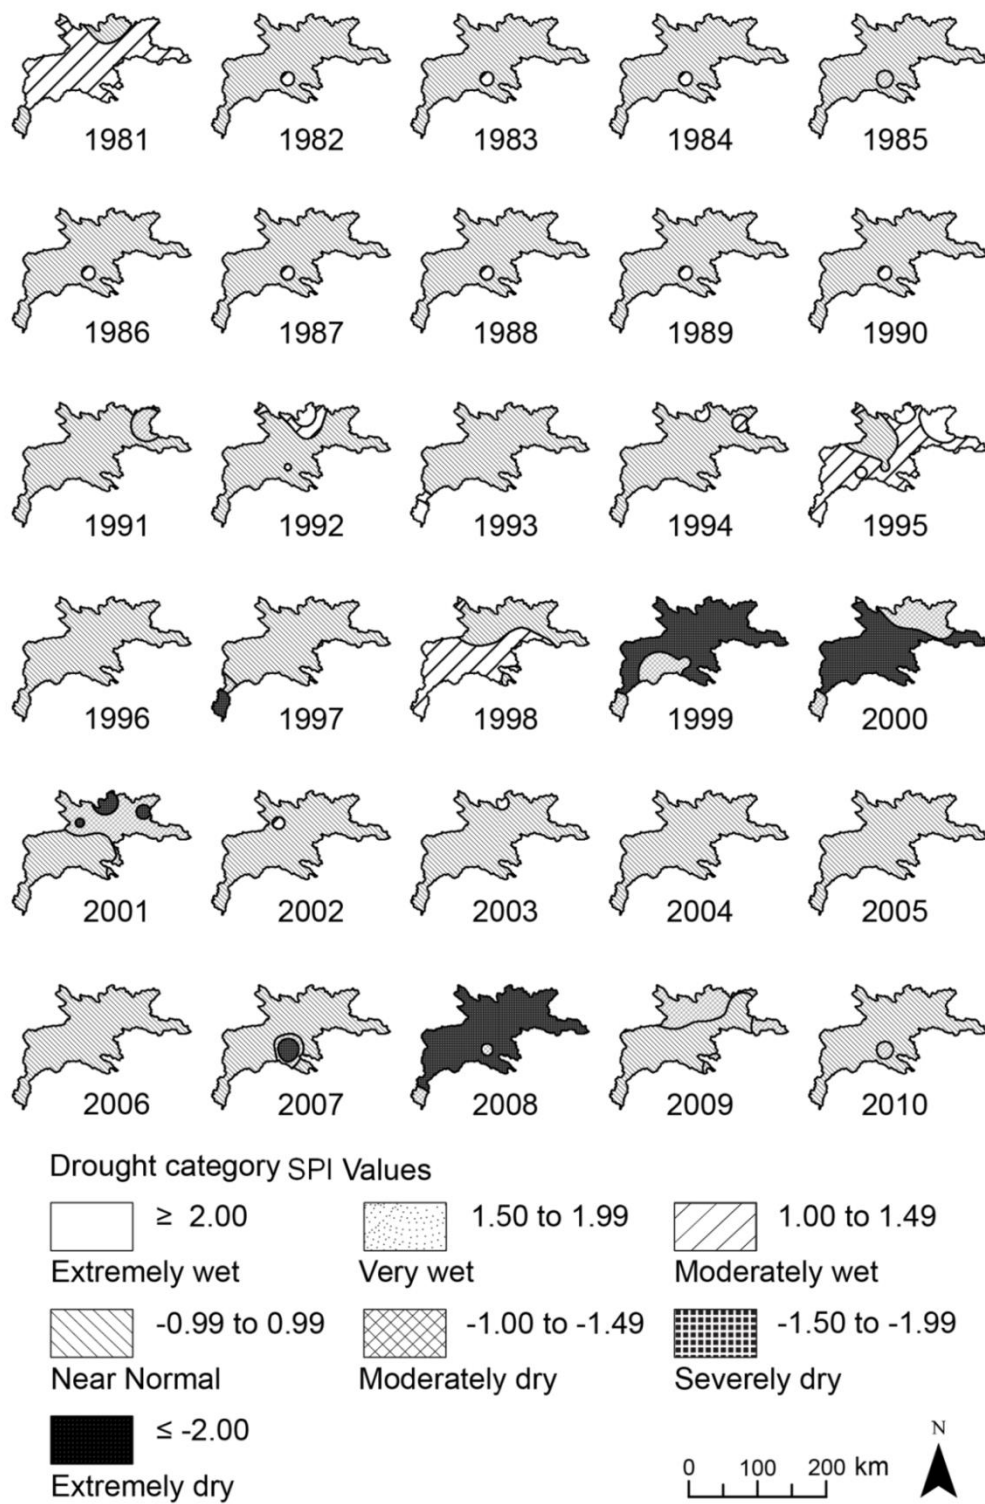 1981 1982 1983 1984 1985
1986 1987 1988 1989 1990
1991 1992 1993 1994 1995
1996 1997 1998 1999 2000
2001 2002 2003 2004 2005
2006 2007 2008 2009 2010
Drought category SPI Values
≥ 2.00 1.50 to 1.99 1.00 to 1.49
Extremely wet Very wet Moderately wet
-0.99 to 0.99 -1.00 to -1.49 -1.50 to -1.99
Near Normal Moderately dry Severely dry
≤ -2.00
Extremely dry
N
0 100 200 km